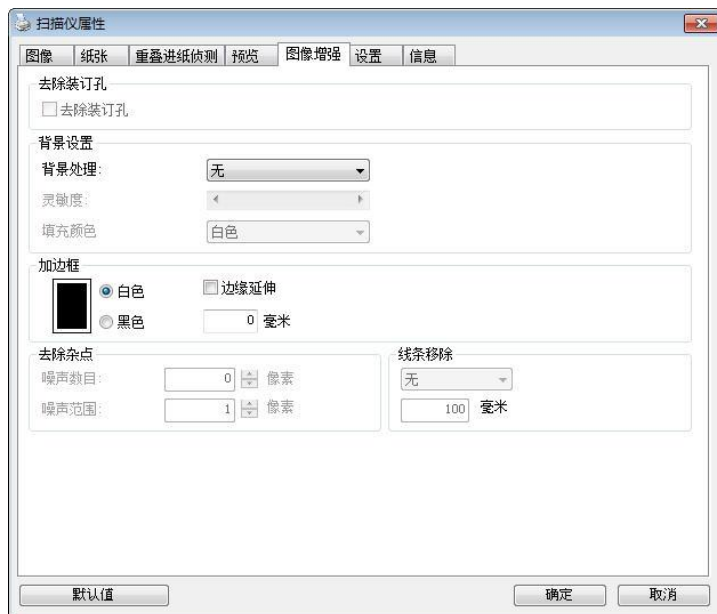 扫描仪属性
图像 纸张 重叠进纸侦测 预览 图像增强 设置 信息
去除装订孔
去除装订孔
背景设置
背景处理: 无
灵敏度:
填充颜色 白色
加边框
白色 边缘延伸
黑色 0 毫米
去除杂点 线条移除
噪声数目: 0 像素 无
噪声范围: 1 像素 100 毫米
默认值 确定 取消